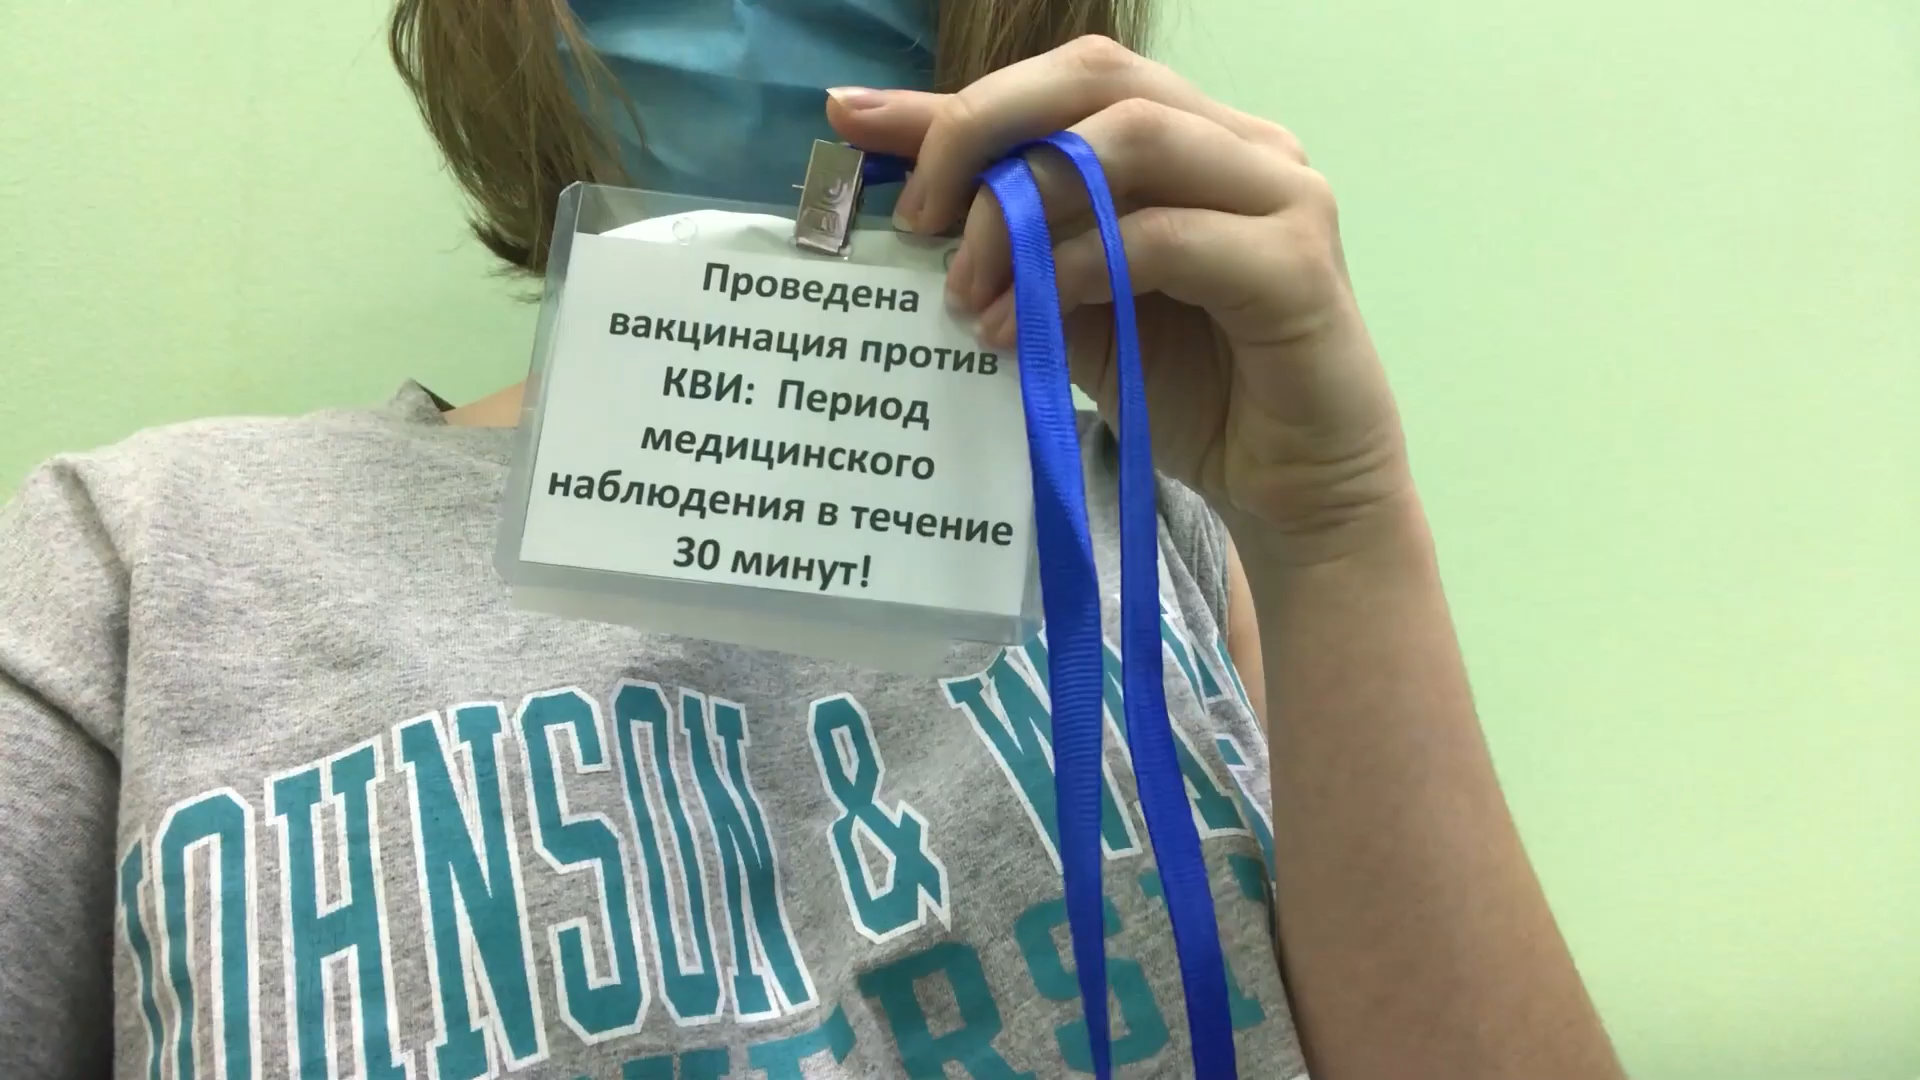 Проведена
вакцинация против
КВИ: Период
медицинского
наблюдения в течение
30 минут!
JOHNSON &